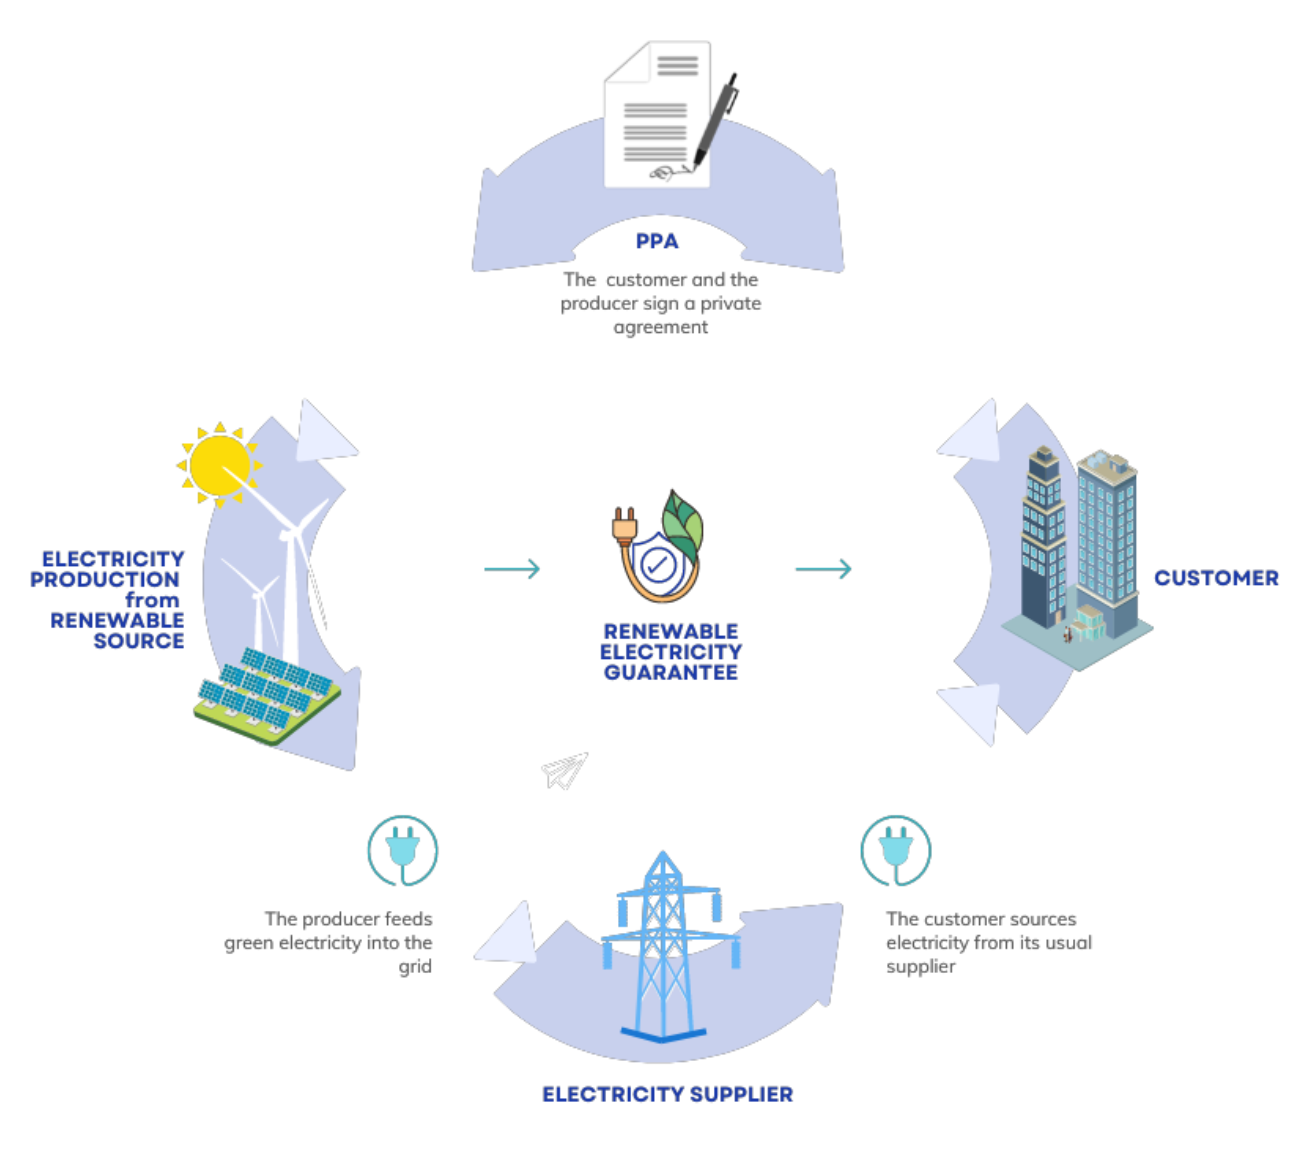 PPA
The customer and the
producer sign a private
agreement
ELECTRICITY
PRODUCTION
from
RENEWABLE
SOURCE
RENEWABLE
ELECTRICITY
GUARANTEE
CUSTOMER
The producer feeds
green electricity into the
grid
The customer sources
electricity from its usual
supplier
ELECTRICITY SUPPLIER